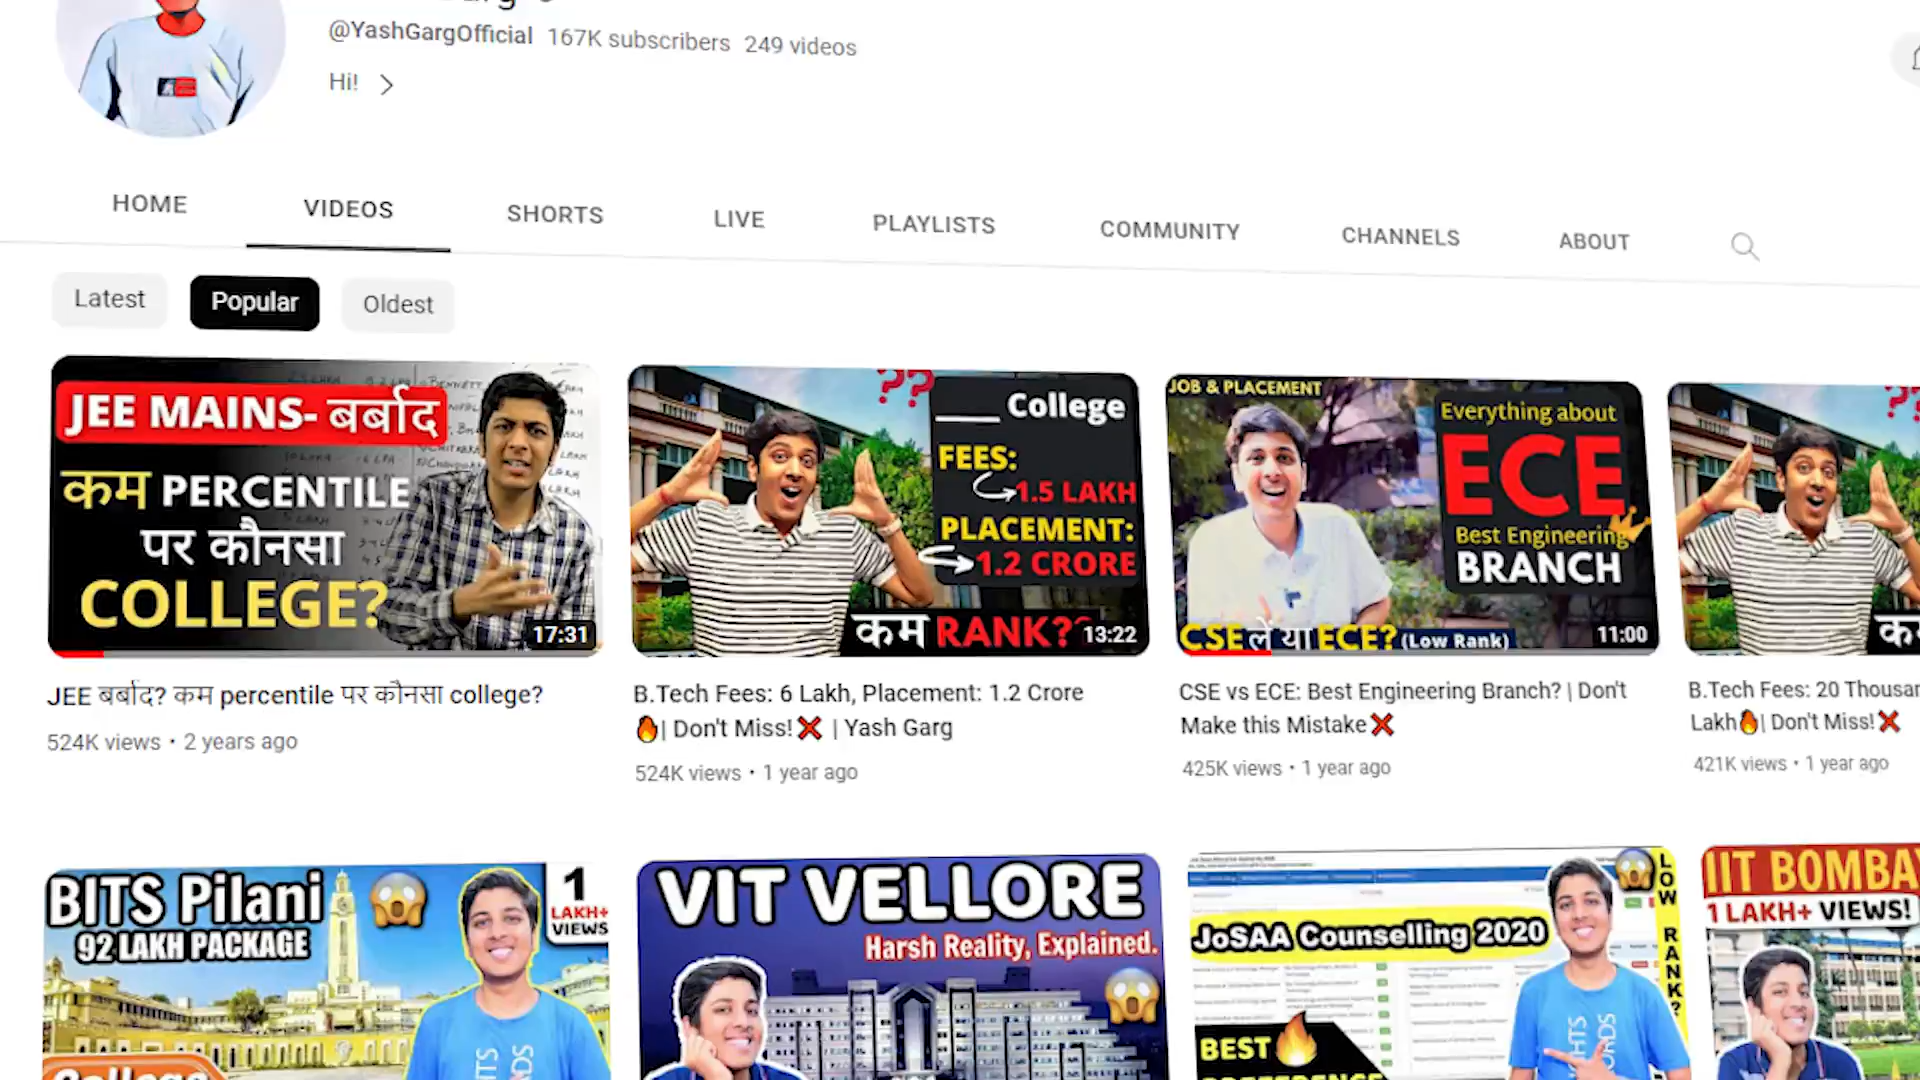 @YashGargOfficial 167K subscribers 249 videos
Hi!
HOME VIDEOS SHORTS LIVE PLAYLISTS COMMUNITY CHANNELS ABOUT
Latest Popular Oldest
JEE MAINS- बर्बाद
कम PERCENTILE
पर कौनसा
COLLEGE?
17:31
??
College
FEES:
1.5 LAKH
PLACEMENT:
1.2 CRORE
कम RANK??
13:22
JOB & PLACEMENT
Everything about
ECE
Best Engineering
BRANCH
CSE लें या ECE? (Low Rank)
11:00
JEE बर्बाद? कम percentile पर कौनसा college?
524K views • 2 years ago
B.Tech Fees: 6 Lakh, Placement: 1.2 Crore
🔥| Don't Miss!❌ | Yash Garg
524K views • 1 year ago
CSE vs ECE: Best Engineering Branch? | Don't
Make this Mistake❌
425K views • 1 year ago
B.Tech Fees: 20
Lakh🔥| Don't Miss!❌
421K views • 1 year ago
BITS Pilani
92 LAKH PACKAGE
1
LAKH+
VIEWS
College
VIT VELLORE
Harsh Reality, Explained.
JoSAA Counselling 2020
LOW RANK?
BEST
IIT BOMBAY
1 LAKH+ VIEWS!